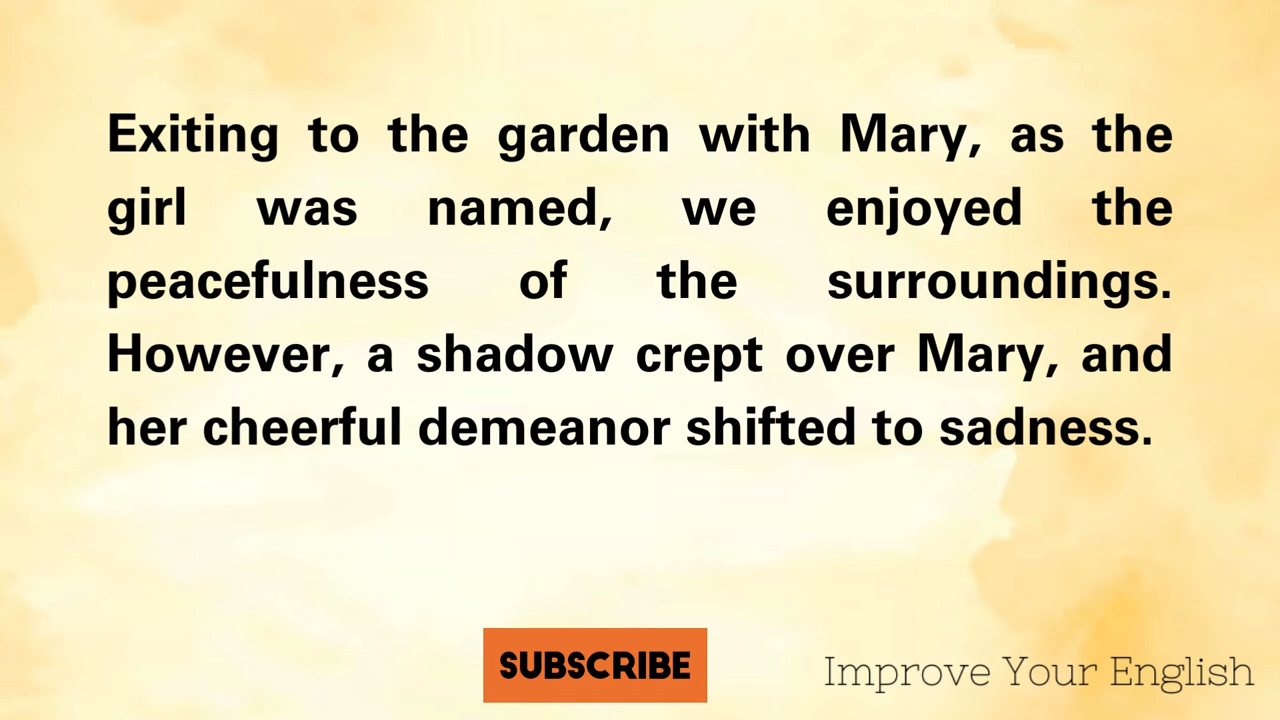 Exiting to the garden with Mary, as the
girl was named, we enjoyed the
peacefulness of the surroundings.
However, a shadow crept over Mary, and
her cheerful demeanor shifted to sadness.
SUBSCRIBE
Improve Your English